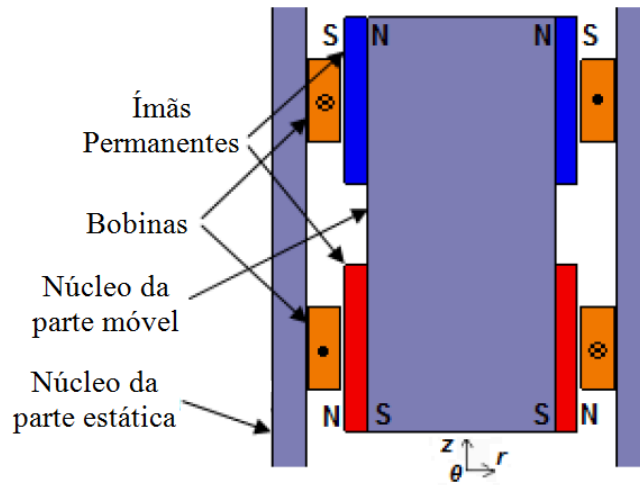 S N N S
Ímãs
Permanentes
Bobinas
Núcleo da
parte móvel
Núcleo da
parte estática
N S S N
z
θ r